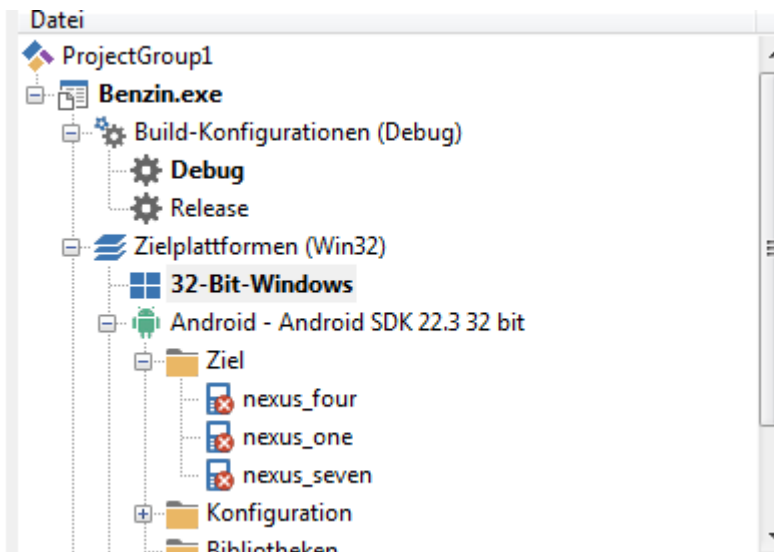 Datei
ProjectGroup1
Benzin.exe
Build-Konfigurationen (Debug)
Debug
Release
Zielplattformen (Win32)
32-Bit-Windows
Android - Android SDK 22.3 32 bit
Ziel
nexus_four
nexus_one
nexus_seven
Konfiguration
Bibliotheken